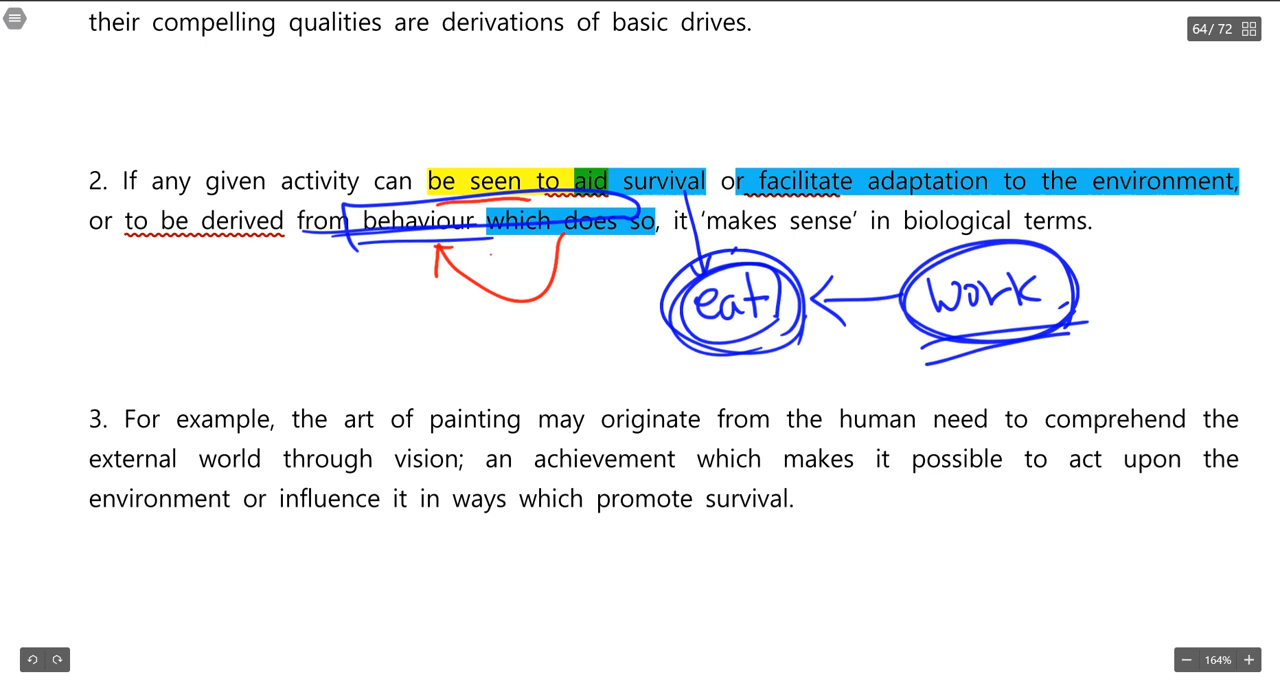 their compelling qualities are derivations of basic drives.
64/ 72
2. If any given activity can be seen to aid survival or facilitate adaptation to the environment,
or to be derived from behaviour which does so, it 'makes sense' in biological terms.
eat
work
3. For example, the art of painting may originate from the human need to comprehend the
external world through vision; an achievement which makes it possible to act upon the
environment or influence it in ways which promote survival.
164%